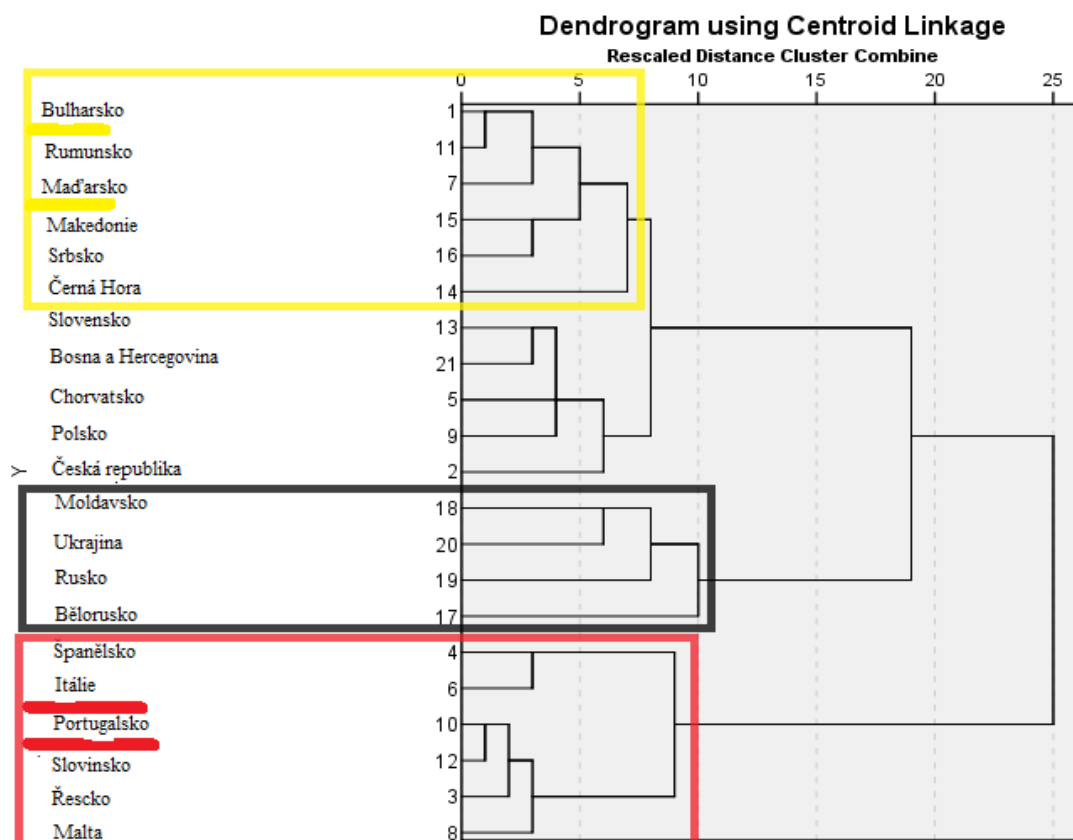 Dendrogram using Centroid Linkage
Rescaled Distance Cluster Combine
0 5 10 15 20 25
Bulharsko 1
Rumunsko 11
Maďarsko 7
Makedonie 15
Srbsko 16
Černá Hora 14
Slovensko 13
Bosna a Hercegovina 21
Chorvatsko 5
Polsko 9
Y
Česká republika 2
Moldavsko 18
Ukrajina 20
Rusko 19
Bělorusko 17
Španělsko 4
Itálie 6
Portugalsko 10
Slovinsko 12
Řescko 3
Malta 8